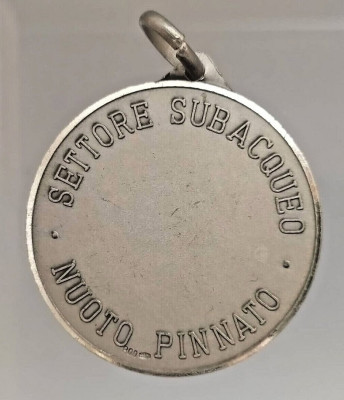 · SETTORE SUBACQUEO ·
NUOTO PINNATO